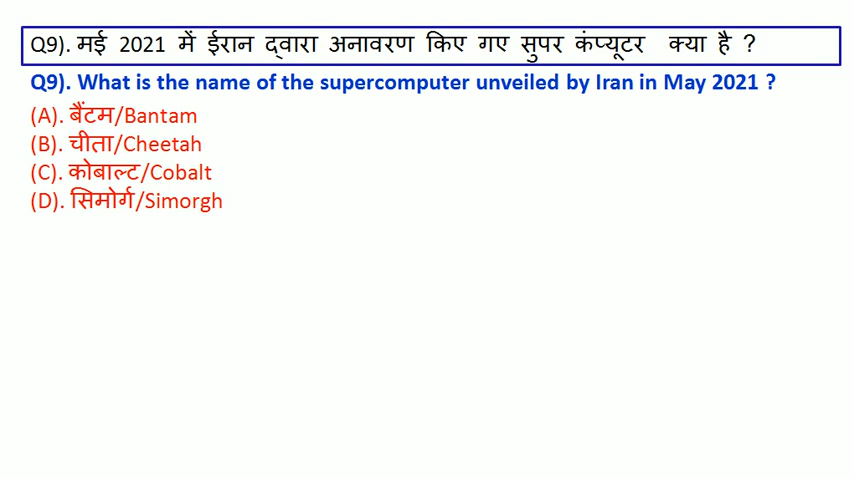 Q9). मई 2021 में ईरान द्वारा अनावरण किए गए सुपर कंप्यूटर क्या है ?
Q9). What is the name of the supercomputer unveiled by Iran in May 2021 ?
(A). बैंटम/Bantam
(B). चीता/Cheetah
(C). कोबाल्ट/Cobalt
(D). सिमोर्ग/Simorgh